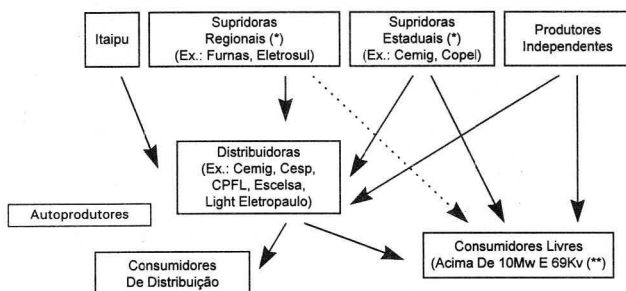 Itaipu
Supridoras
Regionais (*)
(Ex.: Furnas, Eletrosul)
Supridoras
Estaduais (*)
(Ex.: Cemig, Copel)
Produtores
Independentes
Distribuidoras
(Ex.: Cemig, Cesp,
CPFL, Escelsa,
Light Eletropaulo)
Autoprodutores
Consumidores
De Distribuição
Consumidores Livres
(Acima De 10Mw E 69Kv (**)